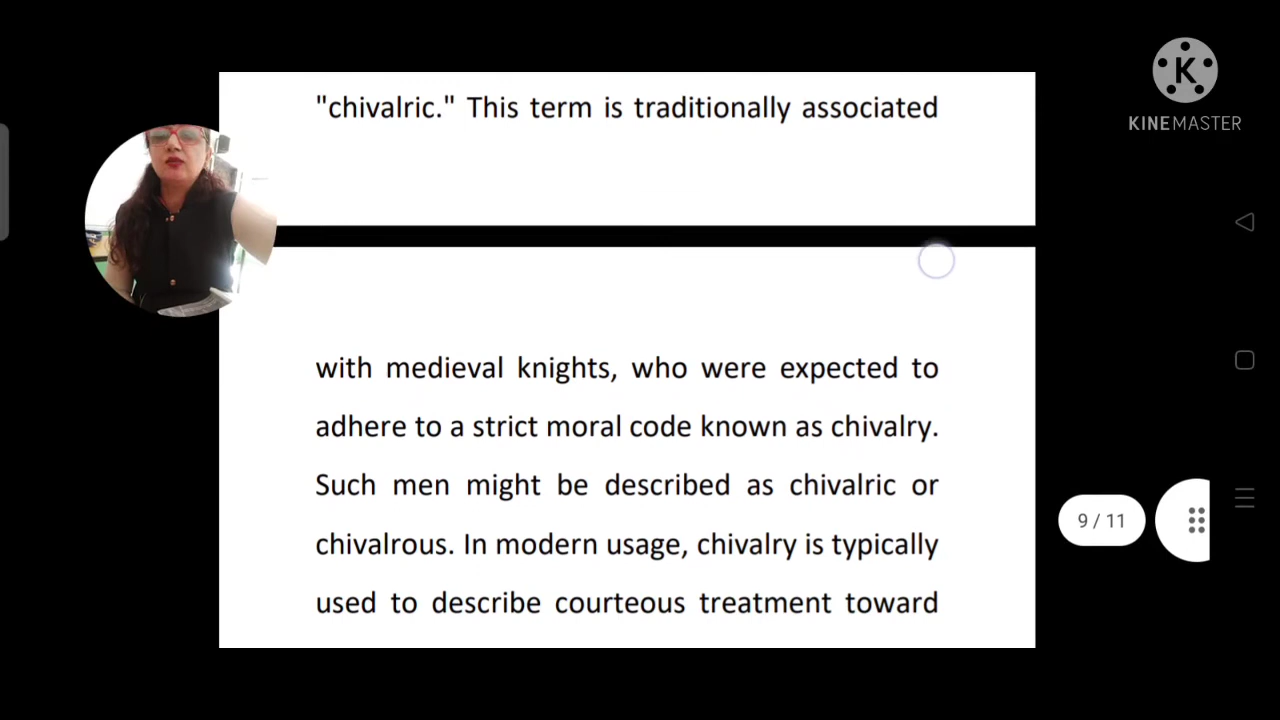 "chivalric." This term is traditionally associated
K
KINEMASTER
with medieval knights, who were expected to
adhere to a strict moral code known as chivalry.
Such men might be described as chivalric or
chivalrous. In modern usage, chivalry is typically
used to describe courteous treatment toward
9 / 11